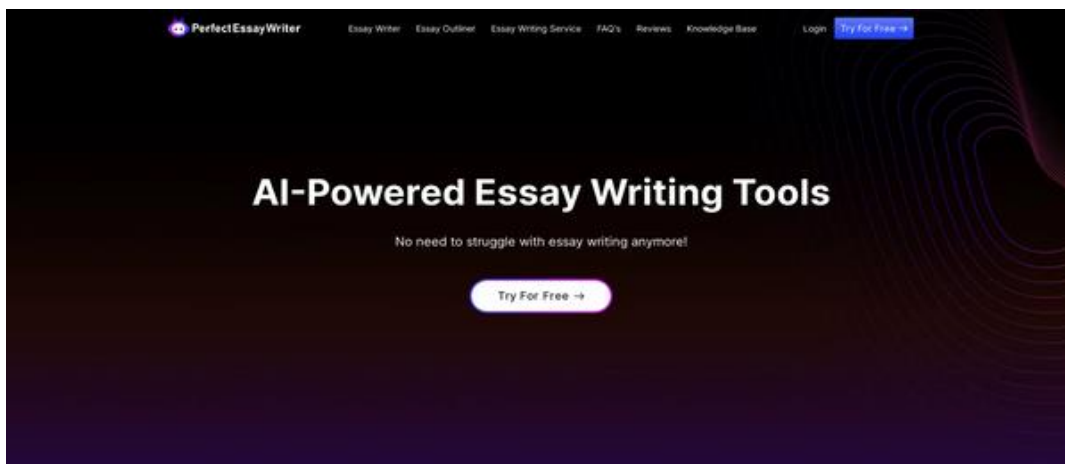 PerfectEssayWriter Essay Writer Essay Outliner Essay Writing Service FAQ's Reviews Knowledge Base Login Try For Free →
AI-Powered Essay Writing Tools
No need to struggle with essay writing anymore!
Try For Free →